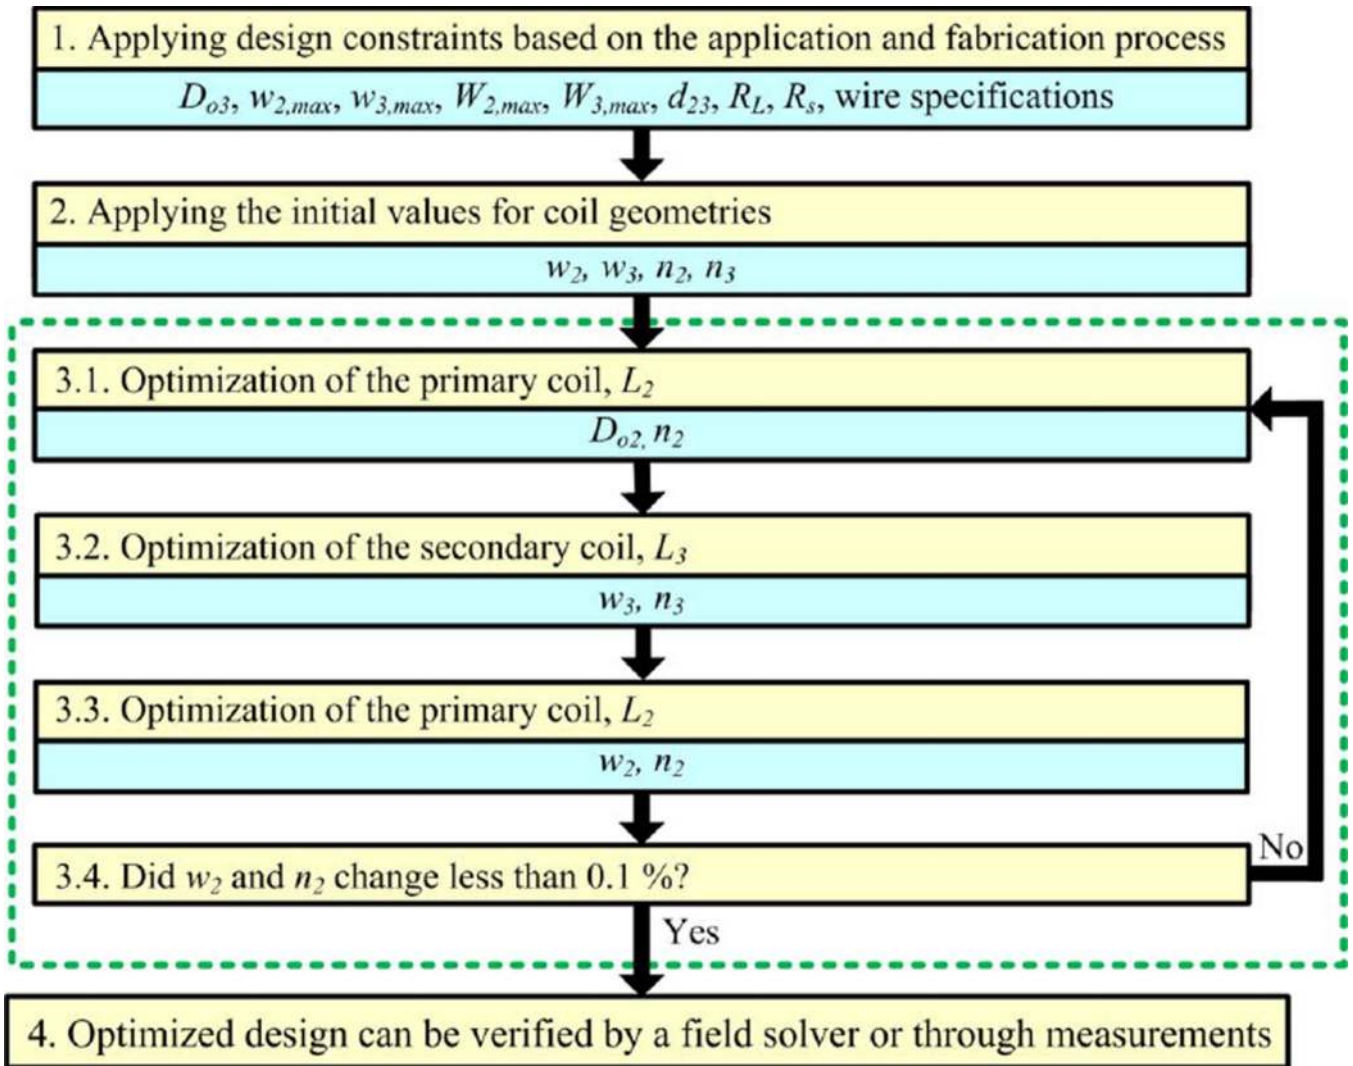 1. Applying design constraints based on the application and fabrication process
Do3, w2,max, w3,max, W2,max, W3,max, d23, RL, Rs, wire specifications
2. Applying the initial values for coil geometries
w2, w3, n2, n3
3.1. Optimization of the primary coil, L2
Do2, n2
3.2. Optimization of the secondary coil, L3
w3, n3
3.3. Optimization of the primary coil, L2
w2, n2
No
3.4. Did w2 and n2 change less than 0.1 %?
Yes
4. Optimized design can be verified by a field solver or through measurements